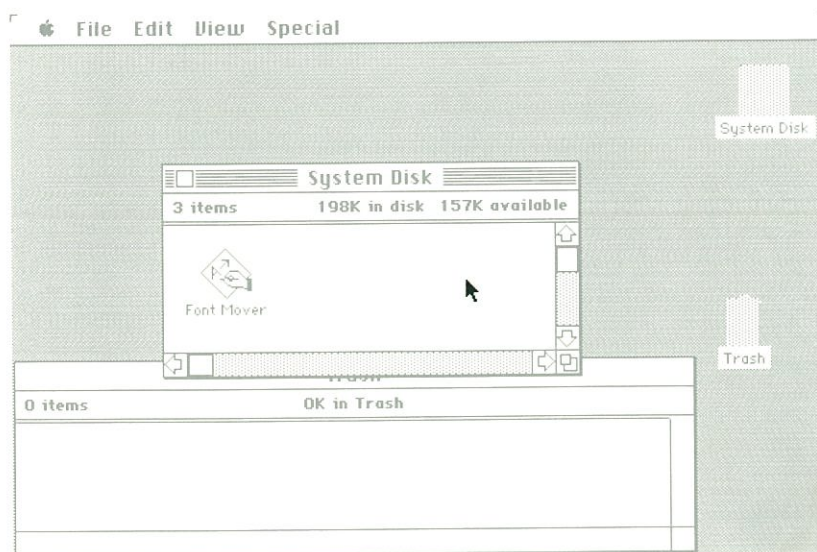 File Edit View Special
System Disk
System Disk
3 items 198K in disk 157K available
Font Mover
Trash
Trash
0 items 0K in Trash